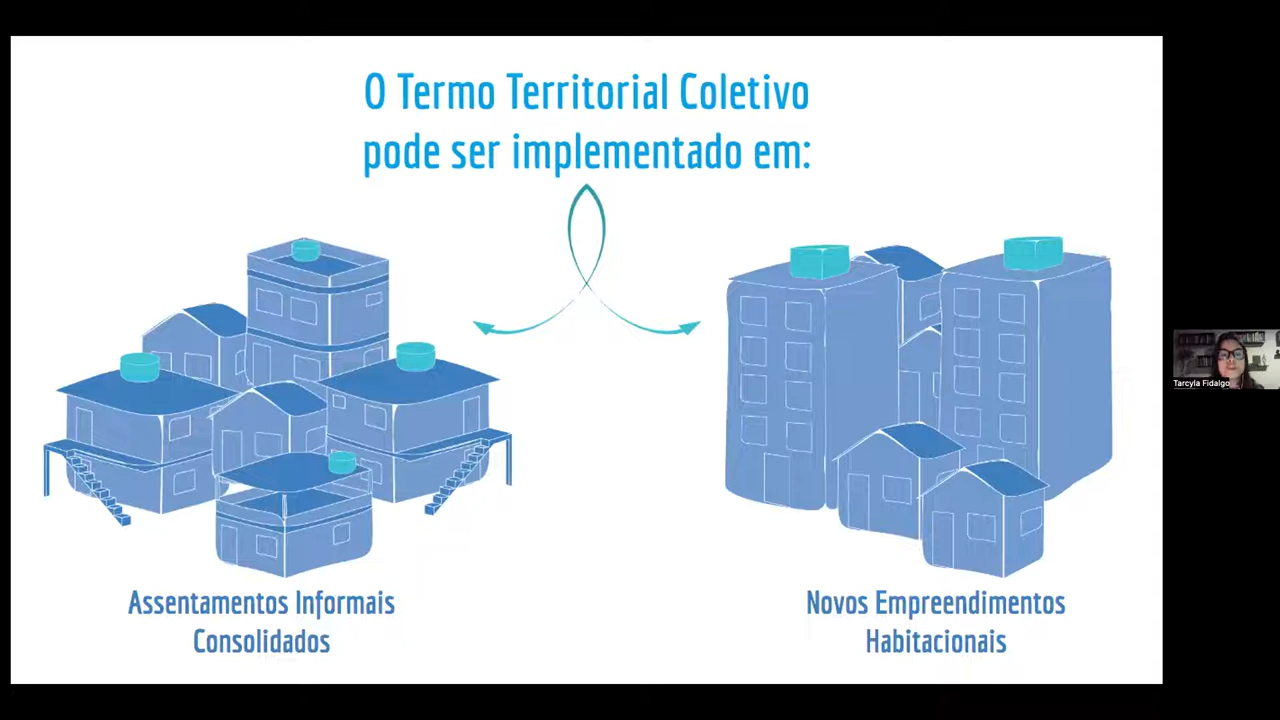 O Termo Territorial Coletivo
pode ser implementado em:
Assentamentos Informais
Consolidados
Novos Empreendimentos
Habitacionais
Tarcyla Fidalgo